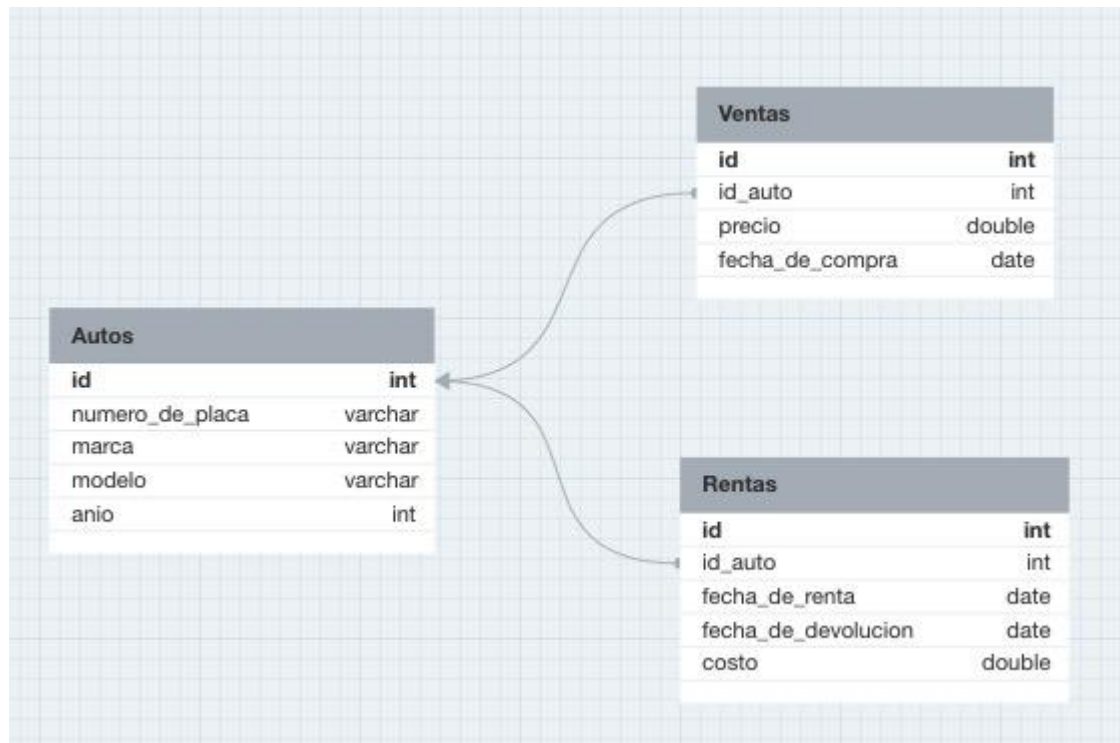 Ventas
id int
id_auto int
precio double
fecha_de_compra date
Autos
id int
numero_de_placa varchar
marca varchar
modelo varchar
anio int
Rentas
id int
id_auto int
fecha_de_renta date
fecha_de_devolucion date
costo double